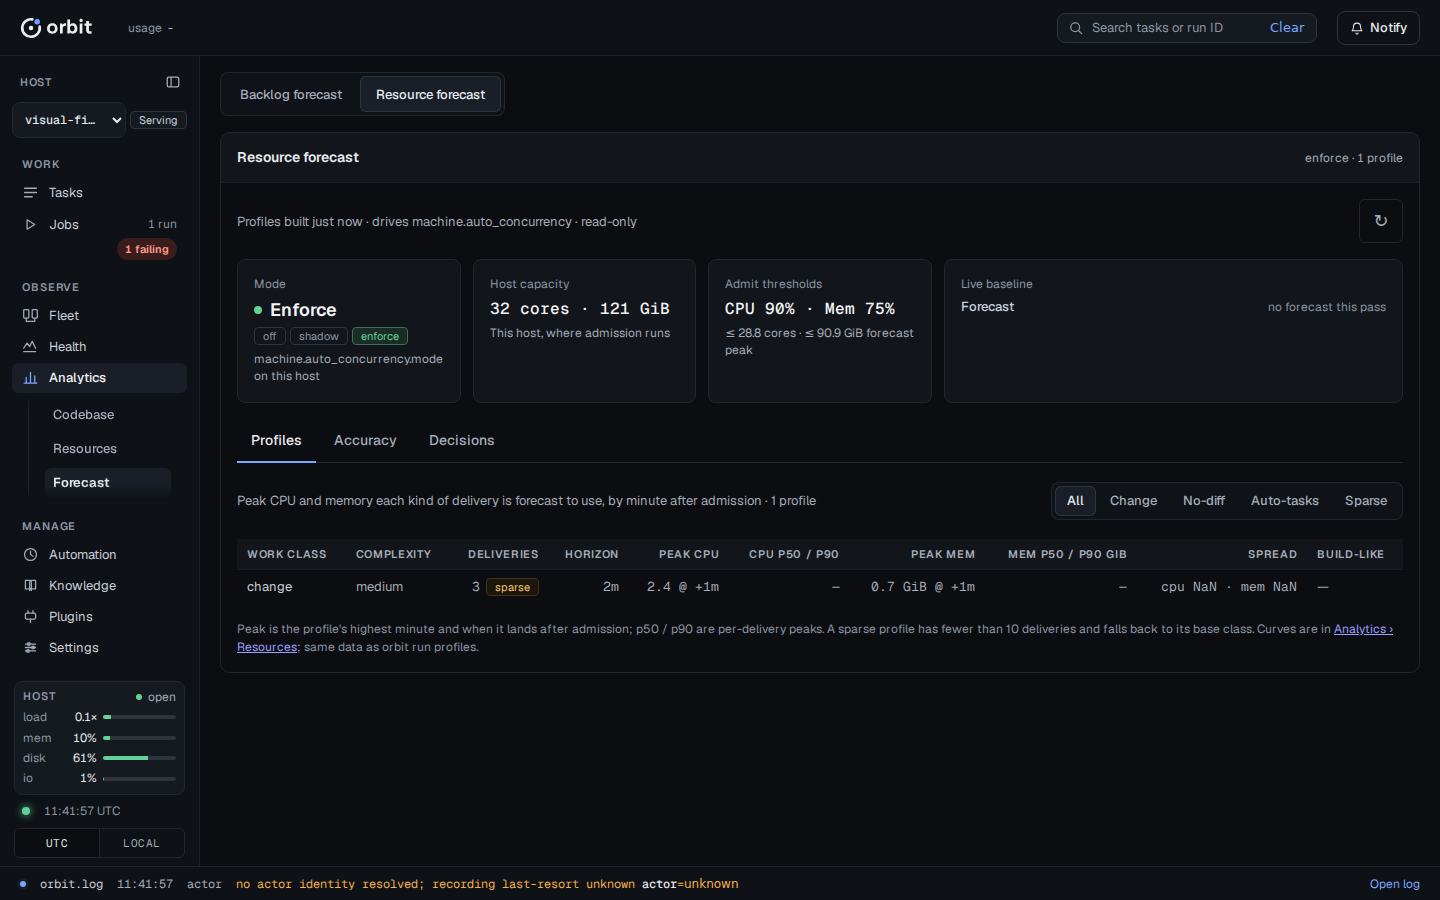 orbit
usage -
Search tasks or run ID
Clear
Notify
HOST
visual-fi…
Serving
WORK
Tasks
Jobs
1 run
1 failing
OBSERVE
Fleet
Health
Analytics
Codebase
Resources
Forecast
MANAGE
Automation
Knowledge
Plugins
Settings
HOST
open
load 0.1×
mem 10%
disk 61%
io 1%
11:41:57 UTC
UTC
LOCAL
Backlog forecast
Resource forecast
Resource forecast
enforce · 1 profile
Profiles built just now · drives machine.auto_concurrency · read-only
↻
Mode
Enforce
off
shadow
enforce
machine.auto_concurrency.mode
on this host
Host capacity
32 cores · 121 GiB
This host, where admission runs
Admit thresholds
CPU 90% · Mem 75%
≤ 28.8 cores · ≤ 90.9 GiB forecast
peak
Live baseline
Forecast
no forecast this pass
Profiles
Accuracy
Decisions
Peak CPU and memory each kind of delivery is forecast to use, by minute after admission · 1 profile
All
Change
No-diff
Auto-tasks
Sparse
WORK CLASS COMPLEXITY DELIVERIES HORIZON PEAK CPU CPU P50 / P90 PEAK MEM MEM P50 / P90 GIB SPREAD BUILD-LIKE
change medium 3 sparse 2m 2.4 @ +1m — 0.7 GiB @ +1m — cpu NaN · mem NaN —
Peak is the profile's highest minute and when it lands after admission; p50 / p90 are per-delivery peaks. A sparse profile has fewer than 10 deliveries and falls back to its base class. Curves are in Analytics ›
Resources; same data as orbit run profiles.
orbit.log 11:41:57 actor no actor identity resolved; recording last-resort unknown actor=unknown
Open log